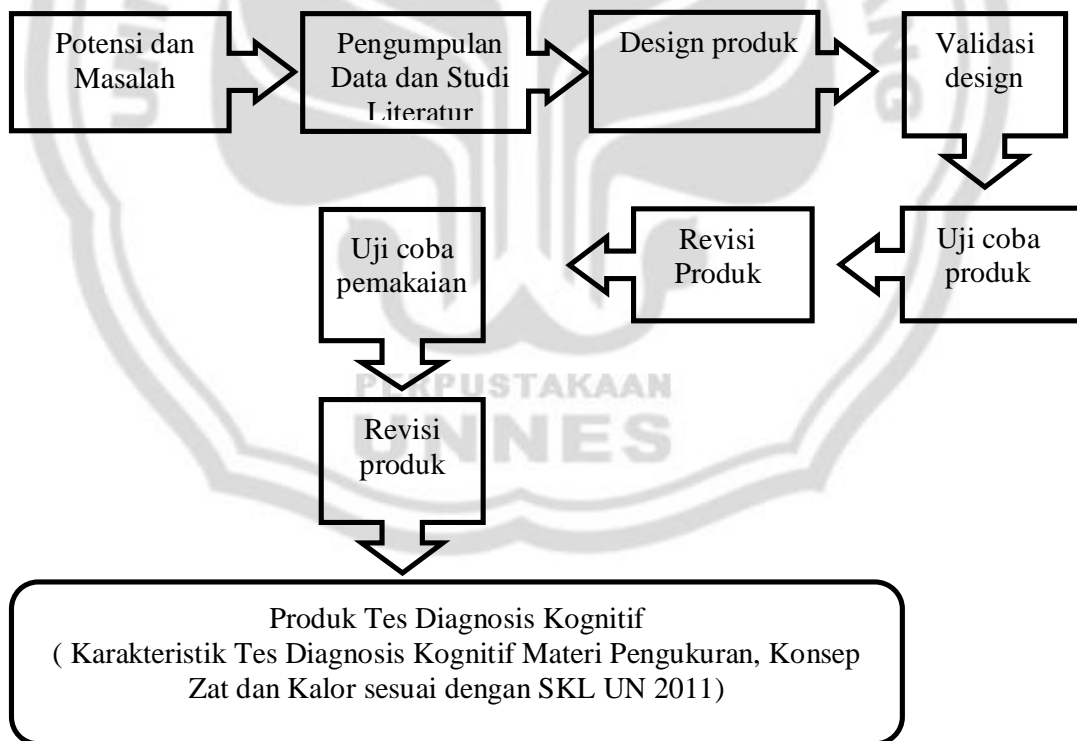 Potensi dan
Masalah
Pengumpulan
Data dan Studi
Literatur
Design produk
Validasi
design
Uji coba
produk
Revisi
Produk
Uji coba
pemakaian
PERPUSTAKAAN
UNNES
Revisi
produk
Produk Tes Diagnosis Kognitif
( Karakteristik Tes Diagnosis Kognitif Materi Pengukuran, Konsep
Zat dan Kalor sesuai dengan SKL UN 2011)